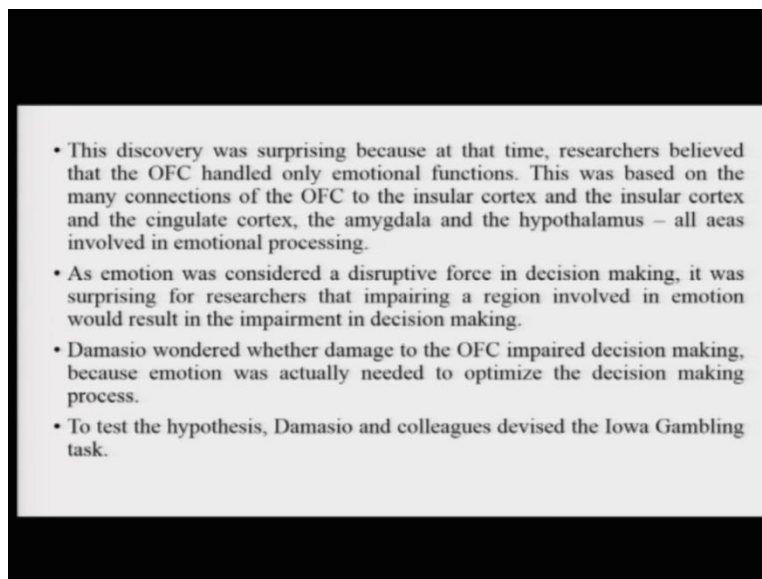 • This discovery was surprising because at that time, researchers believed
that the OFC handled only emotional functions. This was based on the
many connections of the OFC to the insular cortex and the insular cortex
and the cingulate cortex, the amygdala and the hypothalamus – all aeas
involved in emotional processing.
• As emotion was considered a disruptive force in decision making, it was
surprising for researchers that impairing a region involved in emotion
would result in the impairment in decision making.
• Damasio wondered whether damage to the OFC impaired decision making,
because emotion was actually needed to optimize the decision making
process.
• To test the hypothesis, Damasio and colleagues devised the Iowa Gambling
task.